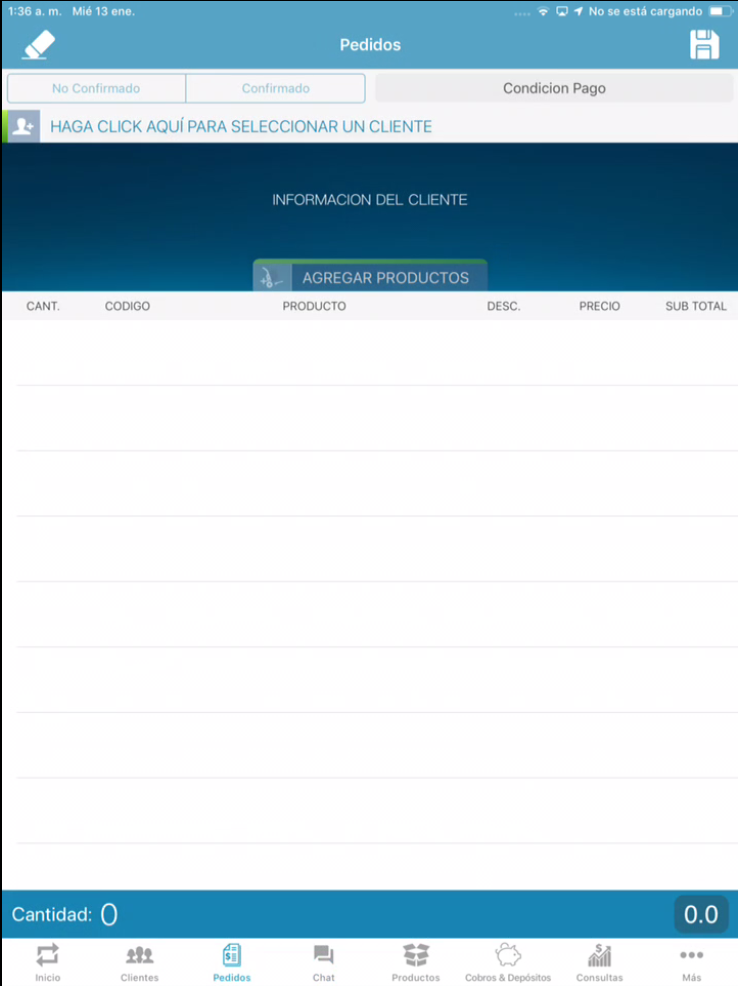 1:36 a. m. Mié 13 ene. No se está cargando
Pedidos
No Confirmado Confirmado Condicion Pago
HAGA CLICK AQUÍ PARA SELECCIONAR UN CLIENTE
INFORMACION DEL CLIENTE
AGREGAR PRODUCTOS
CANT. CODIGO PRODUCTO DESC. PRECIO SUB TOTAL
Cantidad: 0 0.0
Inicio Clientes Pedidos Chat Productos Cobros & Depósitos Consultas Más